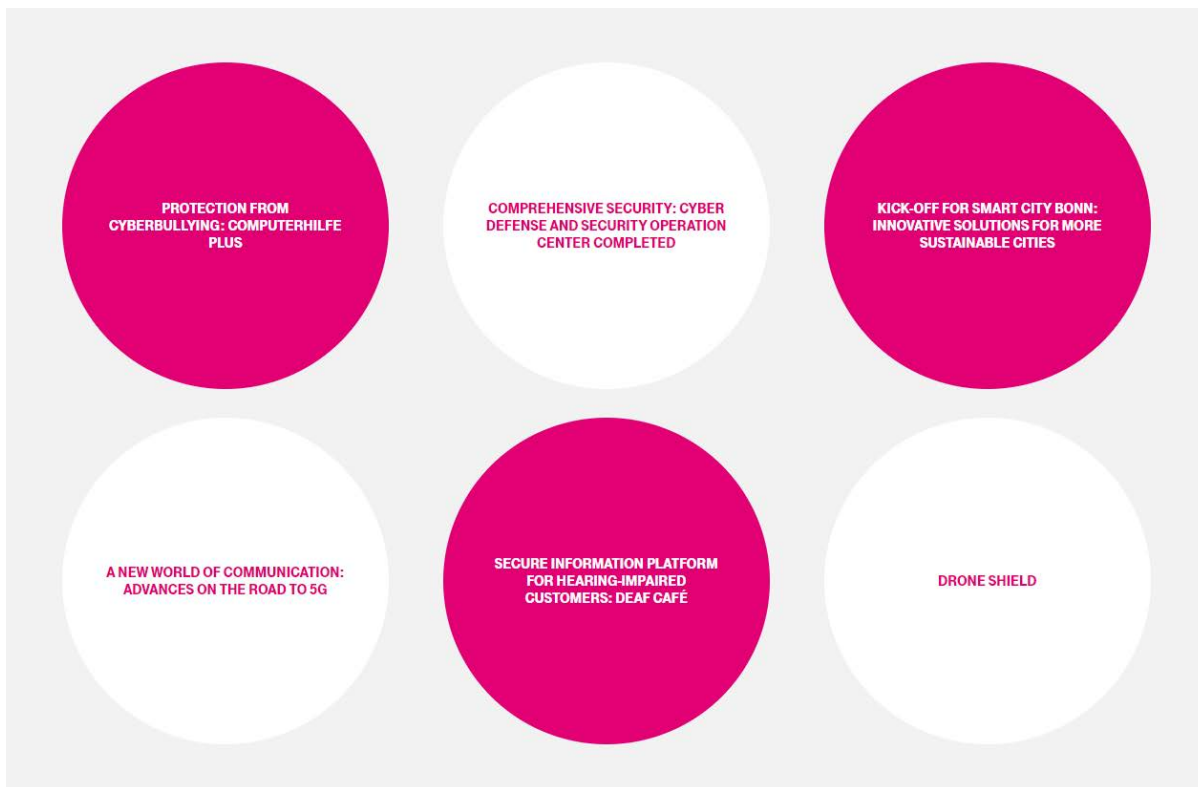 PROTECTION FROM
CYBERBULLYING: COMPUTERHILFE
PLUS
COMPREHENSIVE SECURITY: CYBER
DEFENSE AND SECURITY OPERATION
CENTER COMPLETED
KICK-OFF FOR SMART CITY BONN:
INNOVATIVE SOLUTIONS FOR MORE
SUSTAINABLE CITIES
A NEW WORLD OF COMMUNICATION:
ADVANCES ON THE ROAD TO 5G
SECURE INFORMATION PLATFORM
FOR HEARING-IMPAIRED
CUSTOMERS: DEAF CAFÉ
DRONE SHIELD